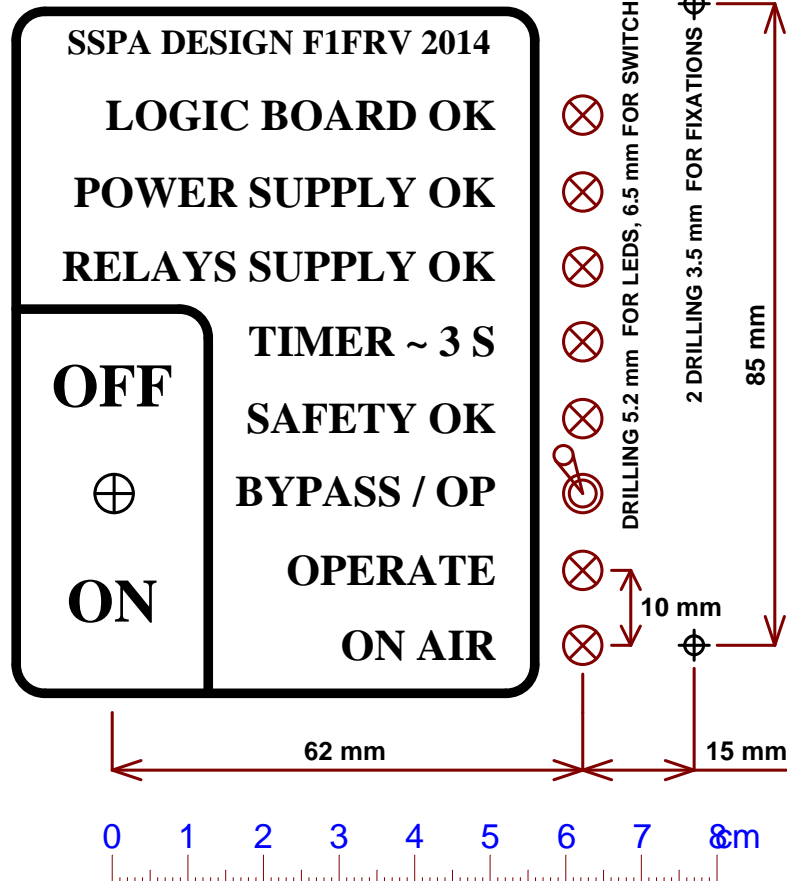 SSPA DESIGN F1FRV 2014
LOGIC BOARD OK
POWER SUPPLY OK
RELAYS SUPPLY OK
TIMER ~ 3 S
SAFETY OK
BYPASS / OP
OPERATE
ON AIR
OFF
ON
DRILLING 5.2 mm FOR LEDS, 6.5 mm FOR SWITCH
2 DRILLING 3.5 mm FOR FIXATIONS
85 mm
10 mm
62 mm
15 mm
0 1 2 3 4 5 6 7 8 cm